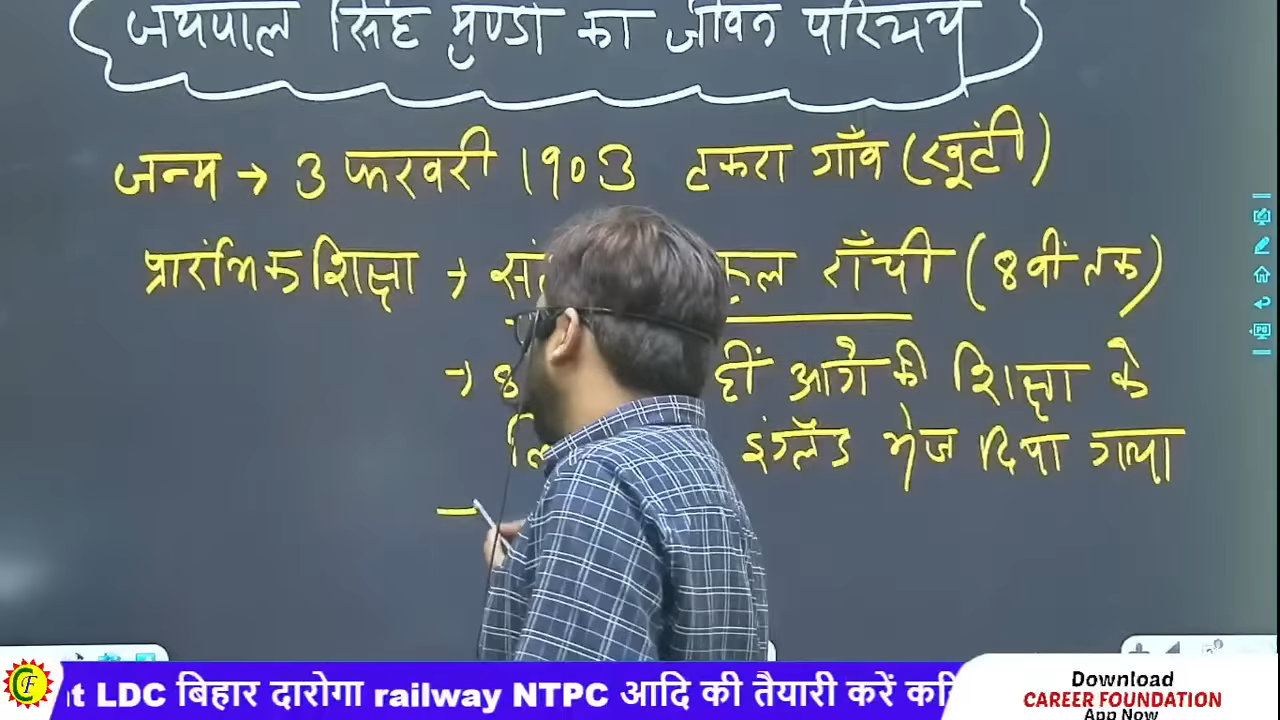 जयपाल सिंह मुण्डा का जीवन परिचय
जन्म → 3 फरवरी 1903 टकरा गाँव (खूंटी)
प्रारंभिक शिक्षा → राँची (8वीं तक)
→ 8 आगे की शिक्षा के
इंग्लैंड भेज दिया गया
LDC बिहार दारोगा railway NTPC आदि की तैयारी करें
Download
CAREER FOUNDATION
App Now